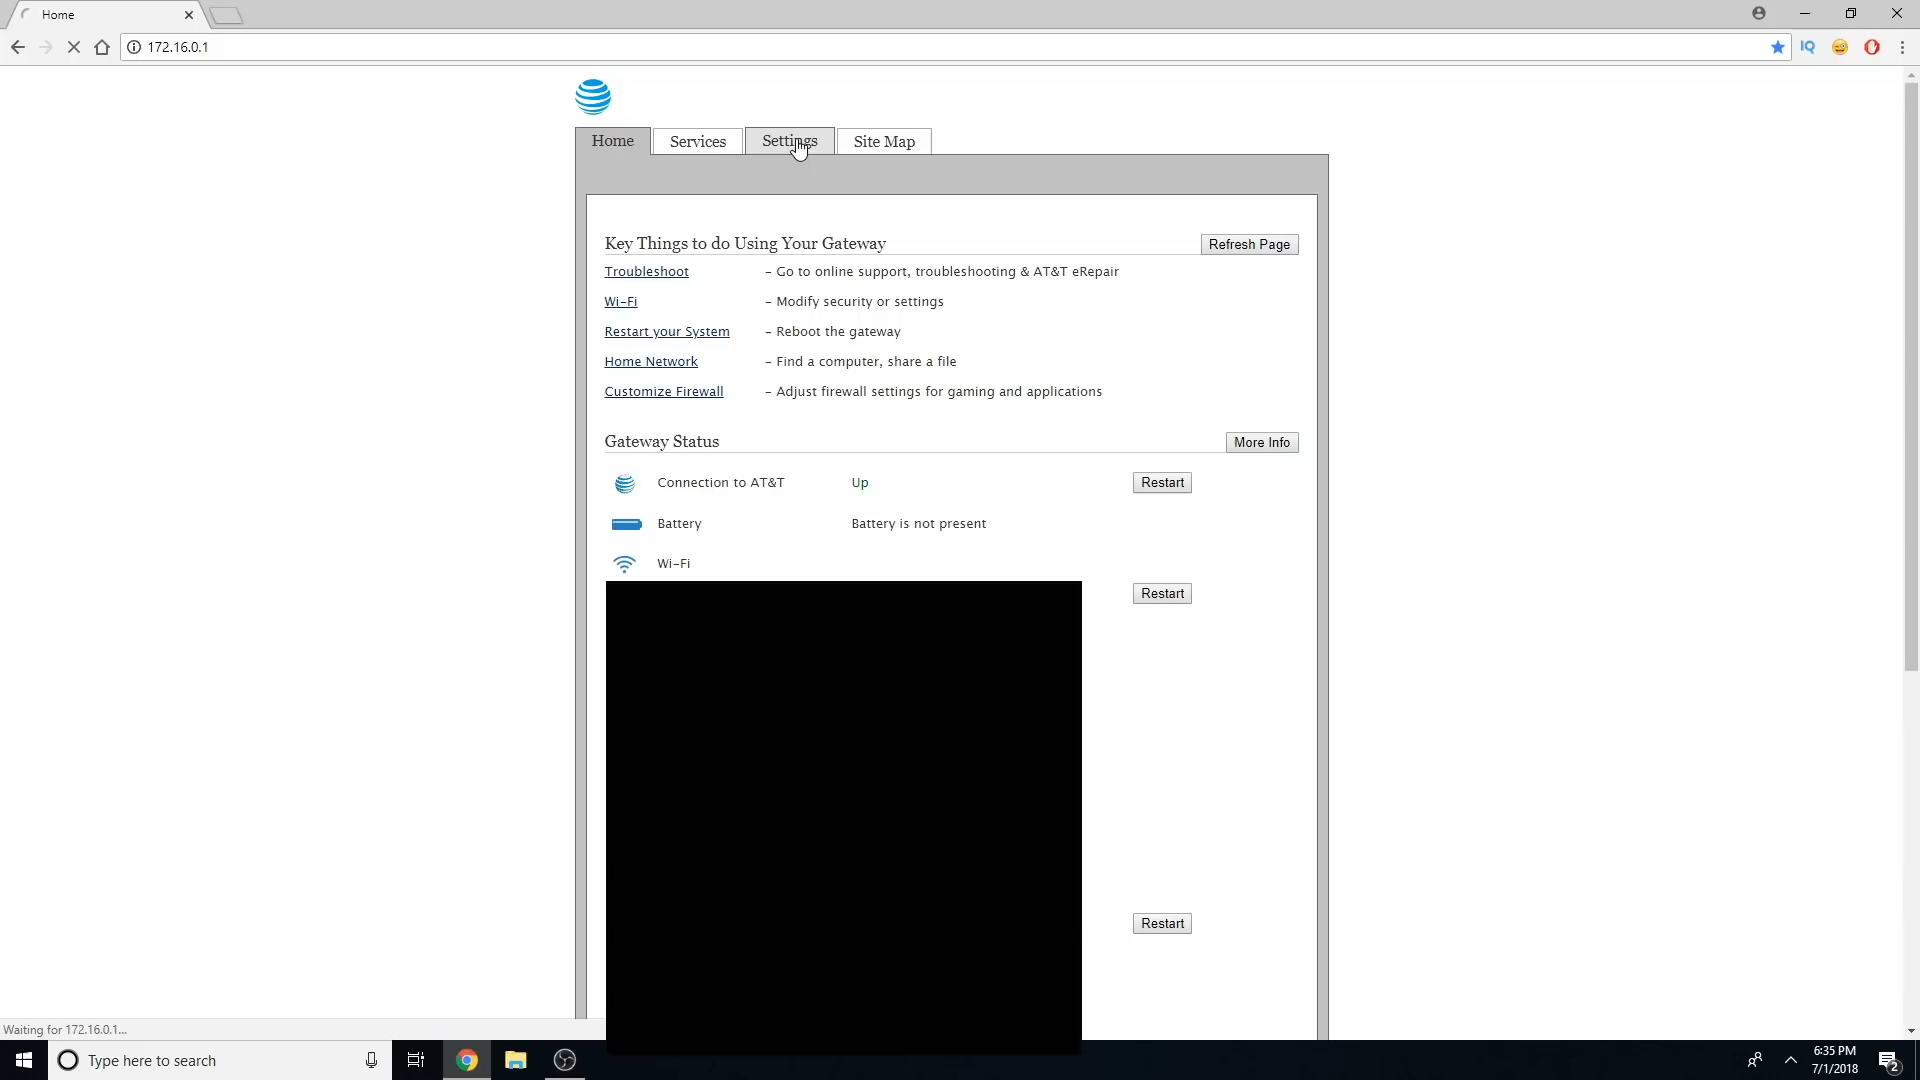 Home
172.16.0.1
IQ
Home Services Settings Site Map
Key Things to do Using Your Gateway Refresh Page
Troubleshoot – Go to online support, troubleshooting & AT&T eRepair
Wi–Fi – Modify security or settings
Restart your System – Reboot the gateway
Home Network – Find a computer, share a file
Customize Firewall – Adjust firewall settings for gaming and applications
Gateway Status More Info
Connection to AT&T Up Restart
Battery Battery is not present
Wi–Fi
Restart
Restart
Waiting for 172.16.0.1...
Type here to search
6:35 PM
7/1/2018
2